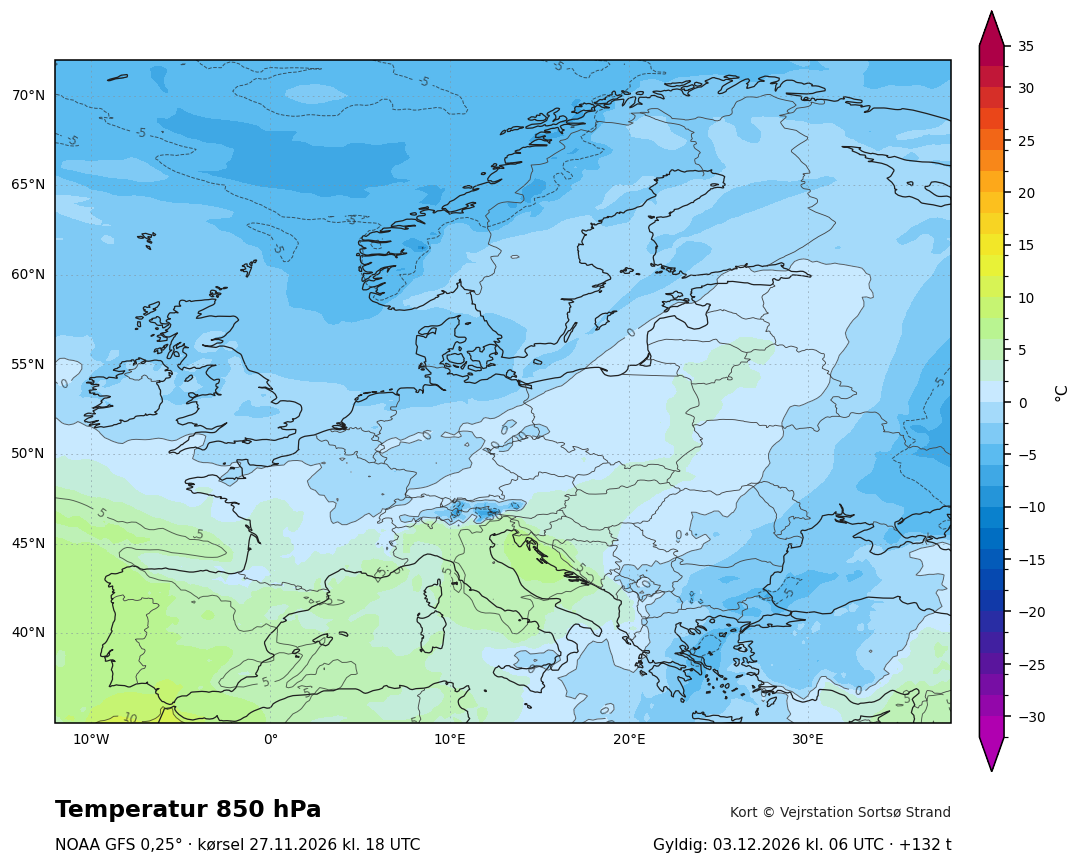 35
30
25
20
15
10
5
0
−5
−10
−15
−20
−25
−30
°C
70°N
65°N
60°N
55°N
50°N
45°N
40°N
10°W
0°
10°E
20°E
30°E
Temperatur 850 hPa
Kort © Vejrstation Sortsø Strand
NOAA GFS 0,25° · kørsel 27.11.2026 kl. 18 UTC
Gyldig: 03.12.2026 kl. 06 UTC · +132 t